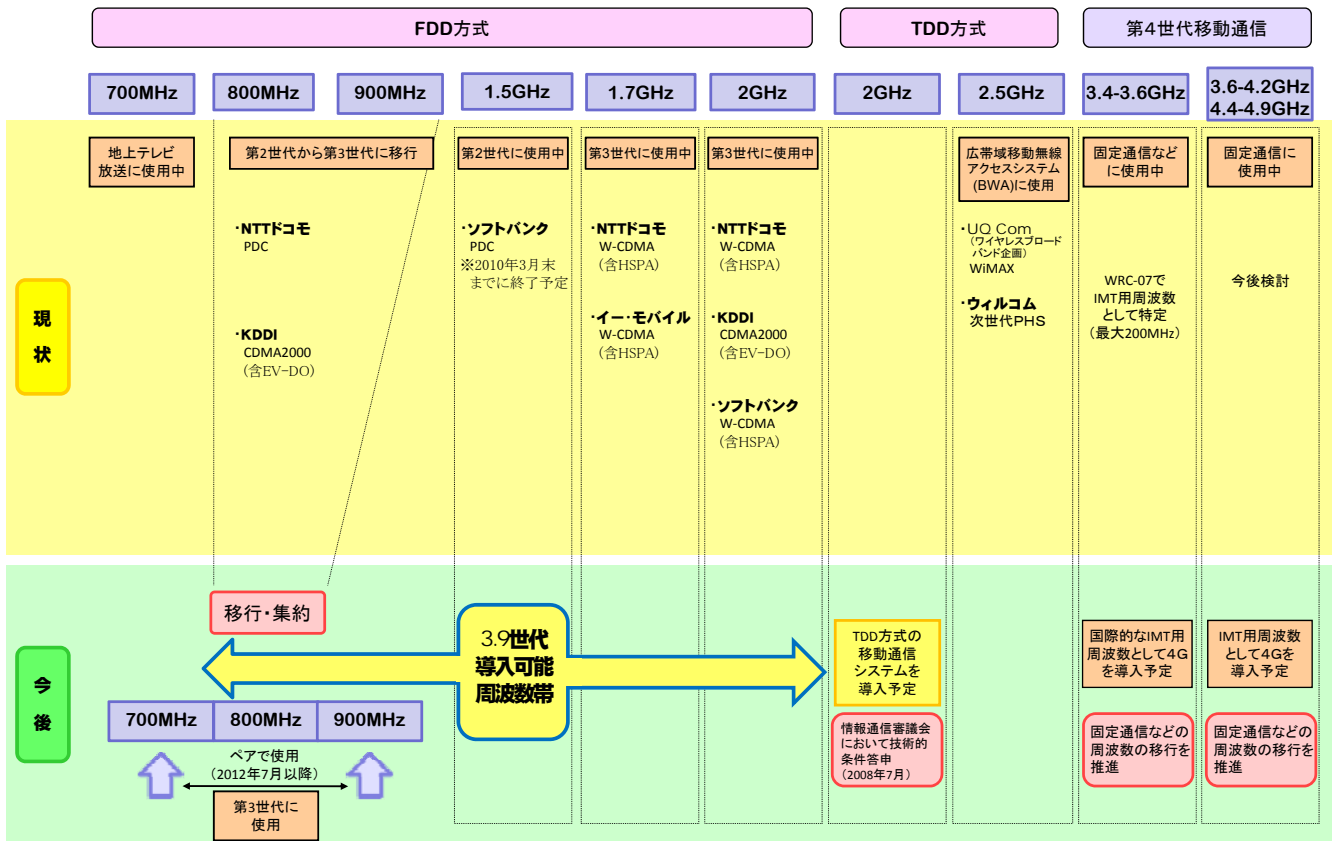 FDD方式
TDD方式
第4世代移動通信
700MHz
800MHz
900MHz
1.5GHz
1.7GHz
2GHz
2GHz
2.5GHz
3.4-3.6GHz
3.6-4.2GHz
4.4-4.9GHz
現
状
地上テレビ
放送に使用中
第2世代から第3世代に移行
・NTTドコモ
PDC
・KDDI
CDMA2000
（含EV-DO）
第2世代に使用中
・ソフトバンク
PDC
※2010年3月末
までに終了予定
第3世代に使用中
・NTTドコモ
W-CDMA
（含HSPA）
・イー・モバイル
W-CDMA
（含HSPA）
第3世代に使用中
・NTTドコモ
W-CDMA
（含HSPA）
・KDDI
CDMA2000
（含EV-DO）
・ソフトバンク
W-CDMA
（含HSPA）
広帯域移動無線
アクセスシステム
(BWA)に使用
・UQ Com
（ワイヤレスブロード
バンド企画）
WiMAX
・ウィルコム
次世代PHS
固定通信など
に使用中
WRC-07で
IMT用周波数
として特定
（最大200MHz）
固定通信に
使用中
今後検討
今
後
移行・集約
3.9世代
導入可能
周波数帯
700MHz
800MHz
900MHz
ペアで使用
（2012年7月以降）
第3世代に
使用
TDD方式の
移動通信
システムを
導入予定
情報通信審議会
において技術的
条件答申
（2008年7月）
国際的なIMT用
周波数として4G
を導入予定
固定通信などの
周波数の移行を
推進
IMT用周波数
として4Gを
導入予定
固定通信などの
周波数の移行を
推進